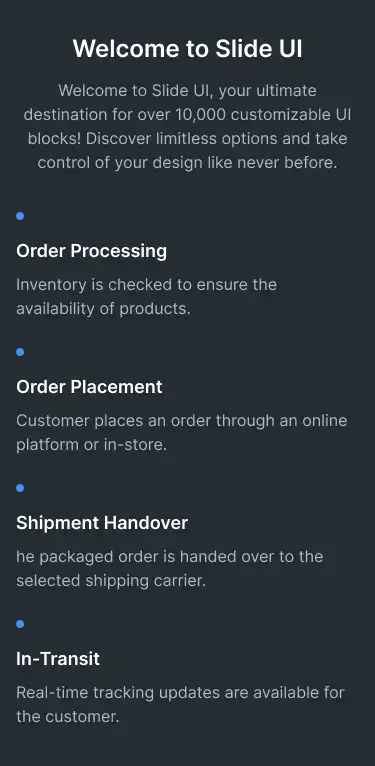 Welcome to Slide UI
Welcome to Slide UI, your ultimate
destination for over 10,000 customizable UI
blocks! Discover limitless options and take
control of your design like never before.
Order Processing
Inventory is checked to ensure the
availability of products.
Order Placement
Customer places an order through an online
platform or in-store.
Shipment Handover
he packaged order is handed over to the
selected shipping carrier.
In-Transit
Real-time tracking updates are available for
the customer.